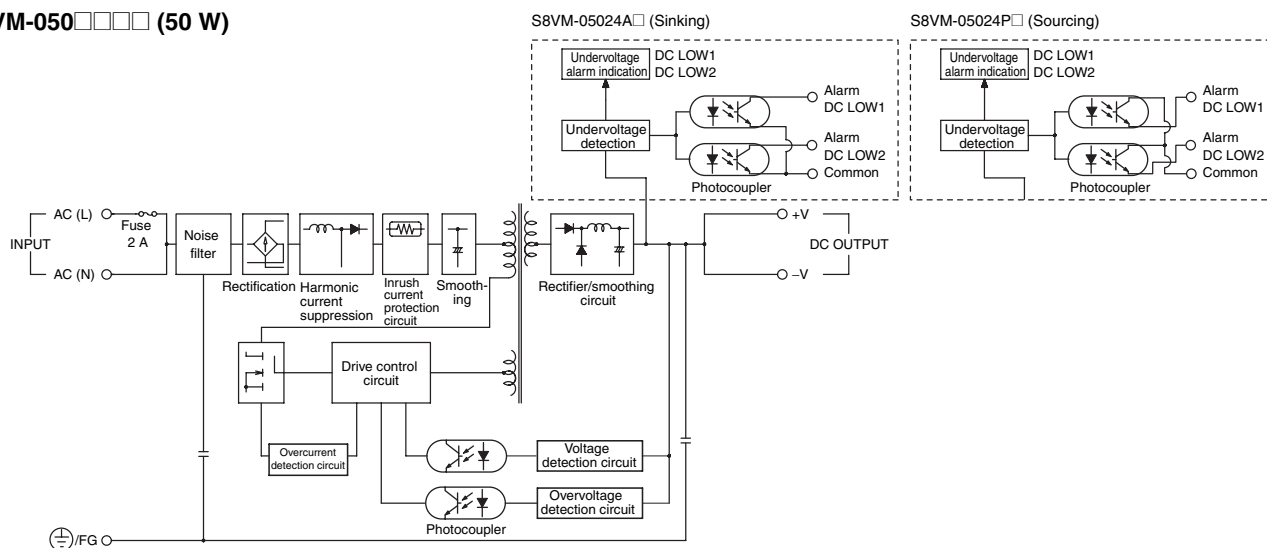 VM-050□□□□ (50 W)
S8VM-05024A□ (Sinking)
Undervoltage
alarm indication
DC LOW1
DC LOW2
Undervoltage
detection
Alarm
DC LOW1
Alarm
DC LOW2
Common
Photocoupler
S8VM-05024P□ (Sourcing)
Undervoltage
alarm indication
DC LOW1
DC LOW2
Undervoltage
detection
Alarm
DC LOW1
Alarm
DC LOW2
Common
Photocoupler
INPUT
AC (L)
AC (N)
Fuse
2 A
Noise
filter
Rectification
Harmonic
current
suppression
Inrush
current
protection
circuit
Smooth-
ing
Rectifier/smoothing
circuit
+V
DC OUTPUT
–V
Drive control
circuit
Overcurrent
detection circuit
Voltage
detection circuit
Overvoltage
detection circuit
Photocoupler
/FG